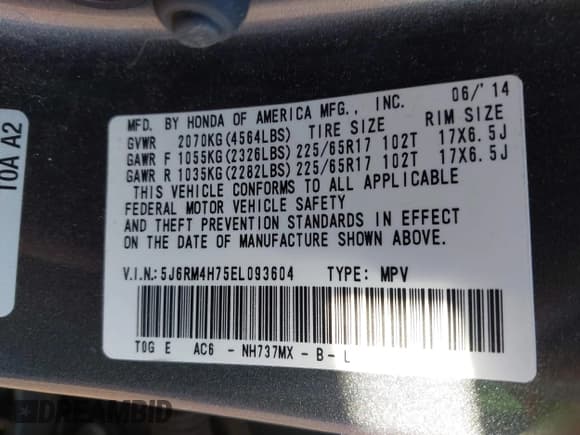 MFD. BY HONDA OF AMERICA MFG., INC. 06/'14
GVWR 2070KG(4564LBS) TIRE SIZE RIM SIZE
GAWR F 1055KG(2326LBS) 225/65R17 102T 17X6.5J
GAWR R 1035KG(2282LBS) 225/65R17 102T 17X6.5J
THIS VEHICLE CONFORMS TO ALL APPLICABLE
FEDERAL MOTOR VEHICLE SAFETY
AND THEFT PREVENTION STANDARDS IN EFFECT
ON THE DATE OF MANUFACTURE SHOWN ABOVE.
V.I.N.:5J6RM4H75EL093604 TYPE: MPV
T0G E AC6 - NH737MX - B - L
T0A A2
DREAMBID